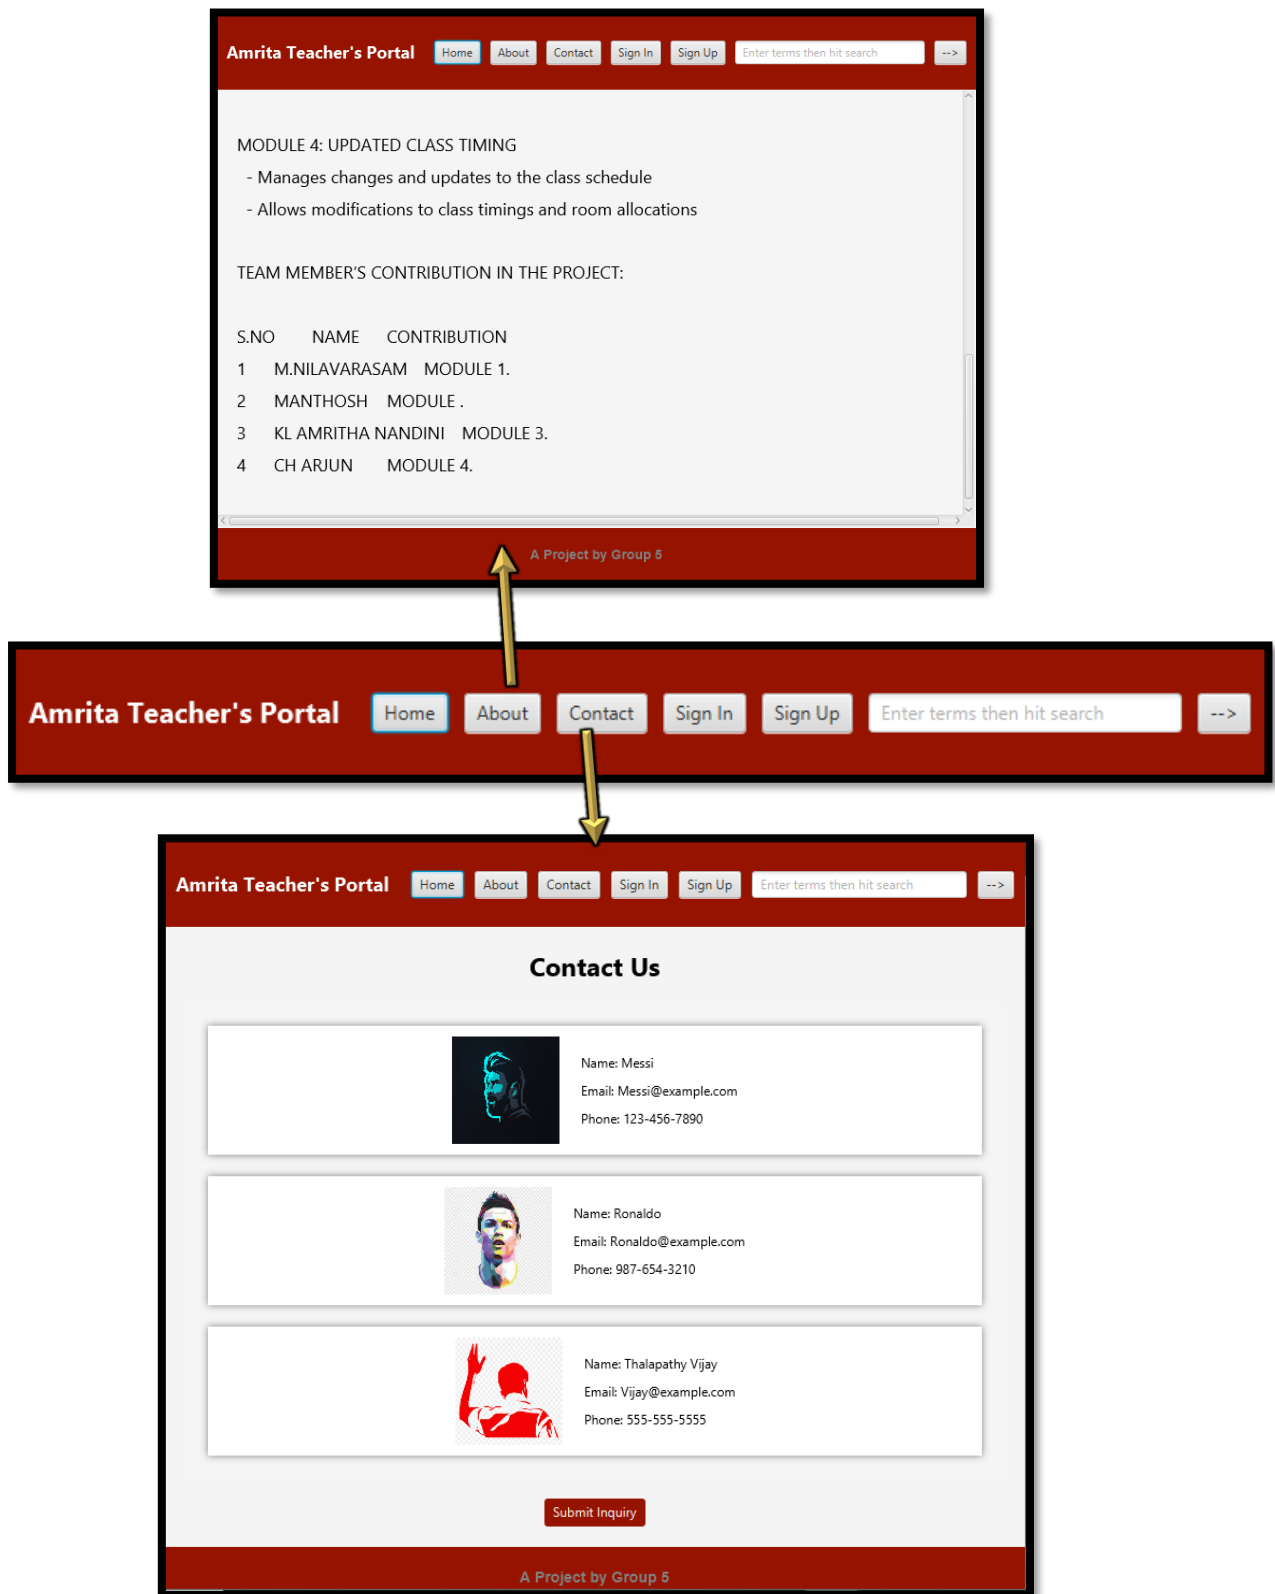 Amrita Teacher's Portal Home About Contact Sign In Sign Up Enter terms then hit search -->
MODULE 4: UPDATED CLASS TIMING
- Manages changes and updates to the class schedule
- Allows modifications to class timings and room allocations
TEAM MEMBER'S CONTRIBUTION IN THE PROJECT:
S.NO NAME CONTRIBUTION
1 M.NILAVARASAM MODULE 1.
2 MANTHOSH MODULE .
3 KL AMRITHA NANDINI MODULE 3.
4 CH ARJUN MODULE 4.
A Project by Group 5
Amrita Teacher's Portal Home About Contact Sign In Sign Up Enter terms then hit search -->
Amrita Teacher's Portal Home About Contact Sign In Sign Up Enter terms then hit search -->
Contact Us
Name: Messi
Email: Messi@example.com
Phone: 123-456-7890
Name: Ronaldo
Email: Ronaldo@example.com
Phone: 987-654-3210
Name: Thalapathy Vijay
Email: Vijay@example.com
Phone: 555-555-5555
Submit Inquiry
A Project by Group 5